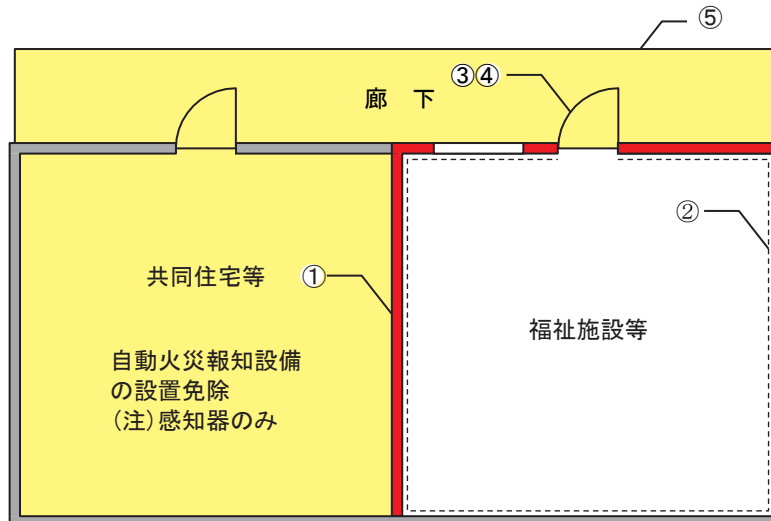 ⑤
廊 下
③④
②
共同住宅等
①
福祉施設等
自動火災報知設備
の設置免除
(注)感知器のみ